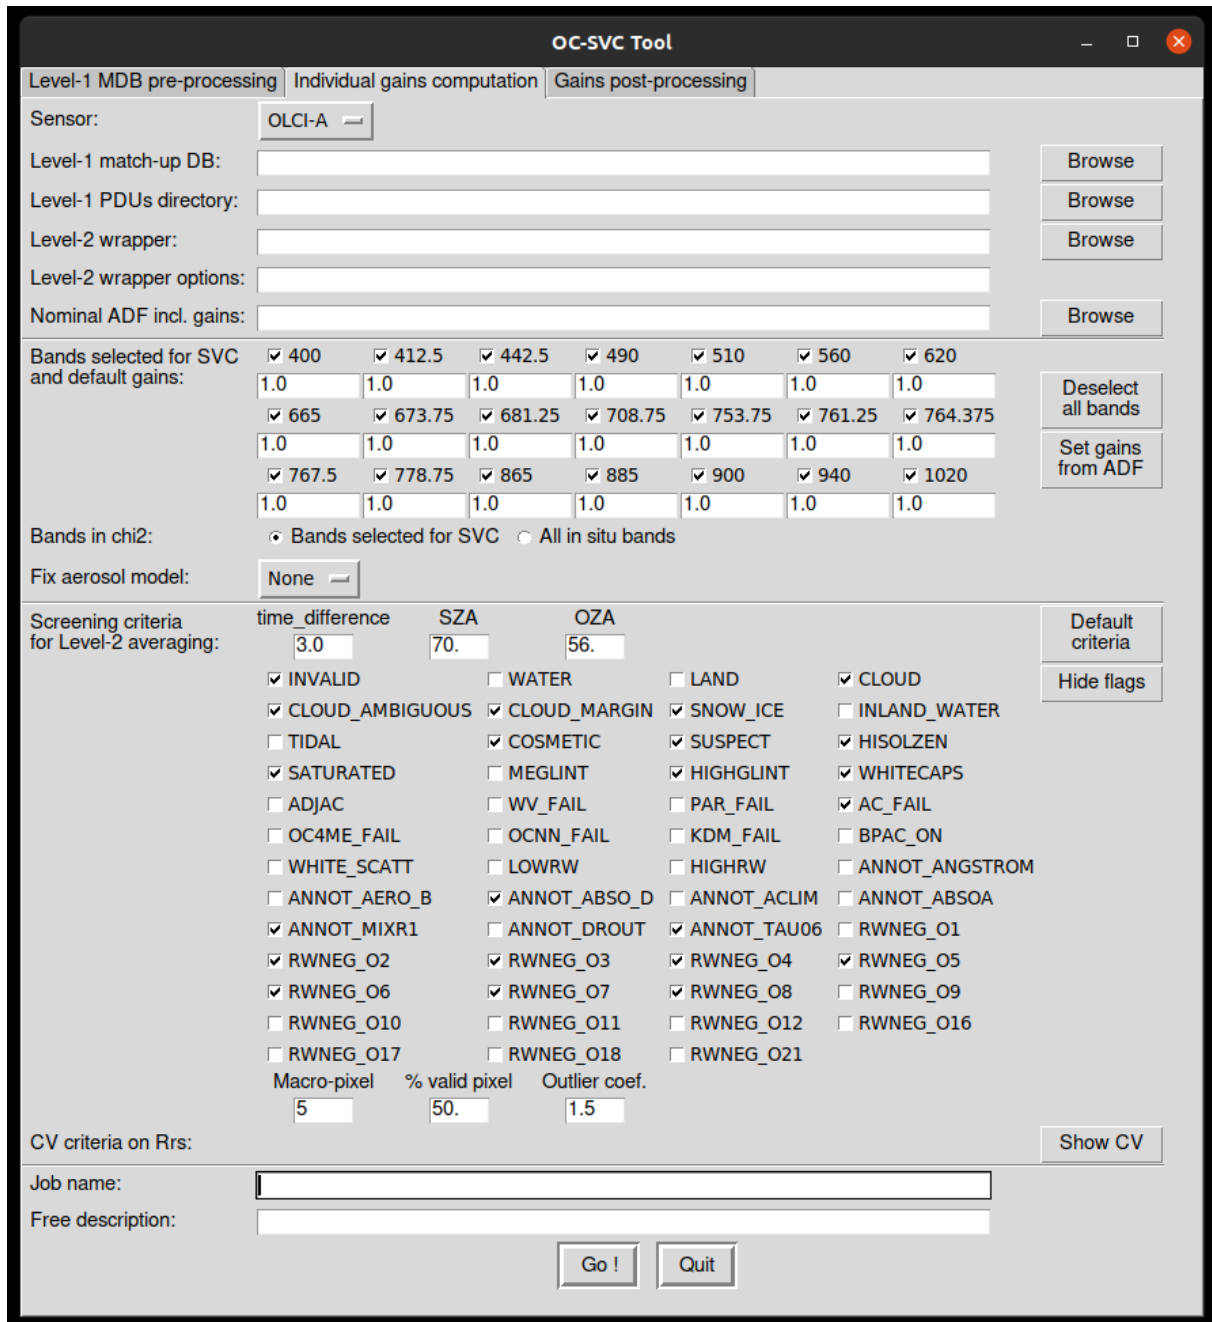 OC-SVC Tool
Level-1 MDB pre-processing Individual gains computation Gains post-processing
Sensor: OLCI-A
Level-1 match-up DB: Browse
Level-1 PDUs directory: Browse
Level-2 wrapper: Browse
Level-2 wrapper options:
Nominal ADF incl. gains: Browse
Bands selected for SVC
and default gains:
400 412.5 442.5 490 510 560 620
1.0 1.0 1.0 1.0 1.0 1.0 1.0
Deselect
all bands
665 673.75 681.25 708.75 753.75 761.25 764.375
1.0 1.0 1.0 1.0 1.0 1.0 1.0
Set gains
from ADF
767.5 778.75 865 885 900 940 1020
1.0 1.0 1.0 1.0 1.0 1.0 1.0
Bands in chi2: Bands selected for SVC All in situ bands
Fix aerosol model: None
Screening criteria
for Level-2 averaging:
time_difference SZA OZA
3.0 70. 56.
Default
criteria
INVALID WATER LAND CLOUD
Hide flags
CLOUD_AMBIGUOUS CLOUD_MARGIN SNOW_ICE INLAND_WATER
TIDAL COSMETIC SUSPECT HISOLZEN
SATURATED MEGLINT HIGHGLINT WHITECAPS
ADJAC WV_FAIL PAR_FAIL AC_FAIL
OC4ME_FAIL OCNN_FAIL KDM_FAIL BPAC_ON
WHITE_SCATT LOWRW HIGHRW ANNOT_ANGSTROM
ANNOT_AERO_B ANNOT_ABSO_D ANNOT_ACLIM ANNOT_ABSOA
ANNOT_MIXR1 ANNOT_DROUT ANNOT_TAU06 RWNEG_O1
RWNEG_O2 RWNEG_O3 RWNEG_O4 RWNEG_O5
RWNEG_O6 RWNEG_O7 RWNEG_O8 RWNEG_O9
RWNEG_O10 RWNEG_O11 RWNEG_O12 RWNEG_O16
RWNEG_O17 RWNEG_O18 RWNEG_O21
Macro-pixel % valid pixel Outlier coef.
5 50. 1.5
CV criteria on Rrs: Show CV
Job name:
Free description:
Go ! Quit